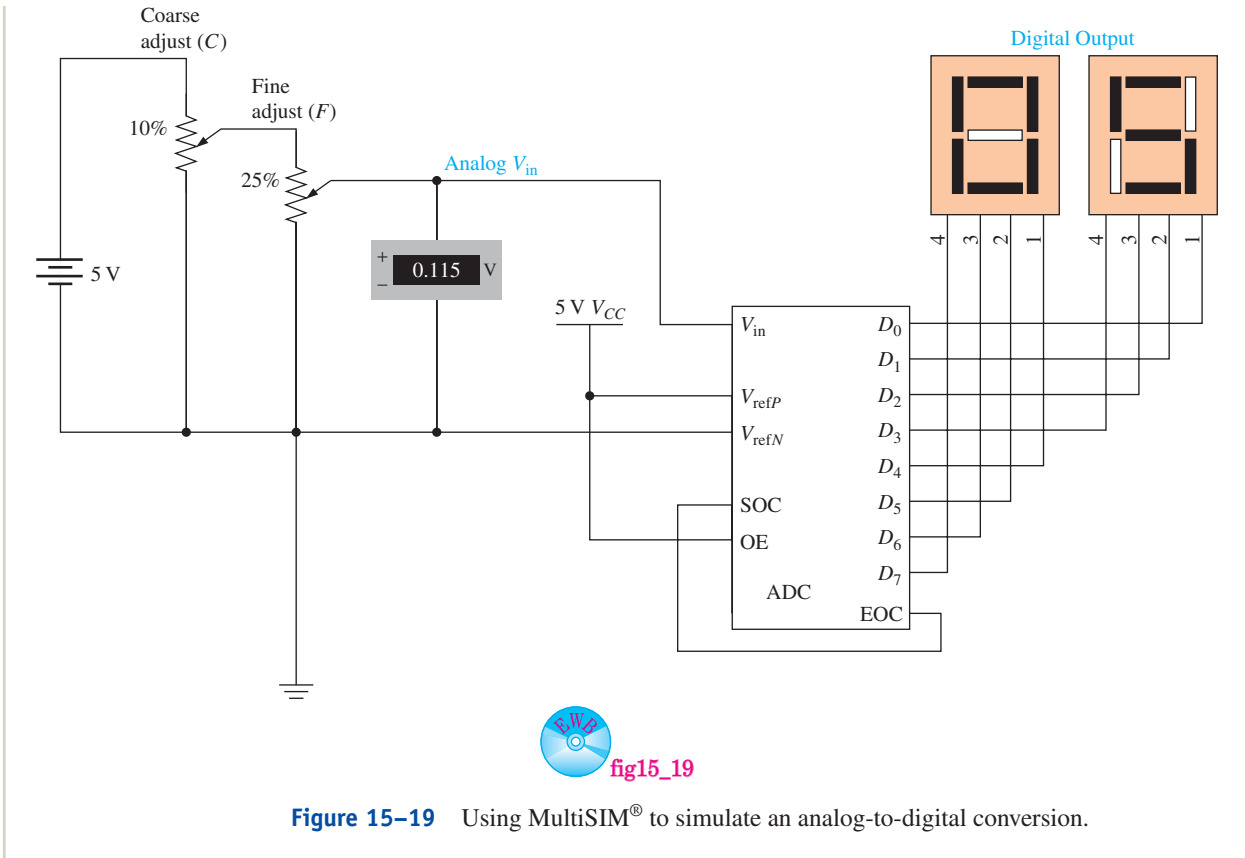 Coarse
adjust (C)
Fine
adjust (F)
10%
25%
Analog Vin
5 V
+
0.115 V
−
Digital Output
4 3 2 1
4 3 2 1
5 V VCC
Vin
VrefP
VrefN
SOC
OE
ADC
D0
D1
D2
D3
D4
D5
D6
D7
EOC
EWB
fig15_19
Figure 15–19 Using MultiSIM® to simulate an analog-to-digital conversion.